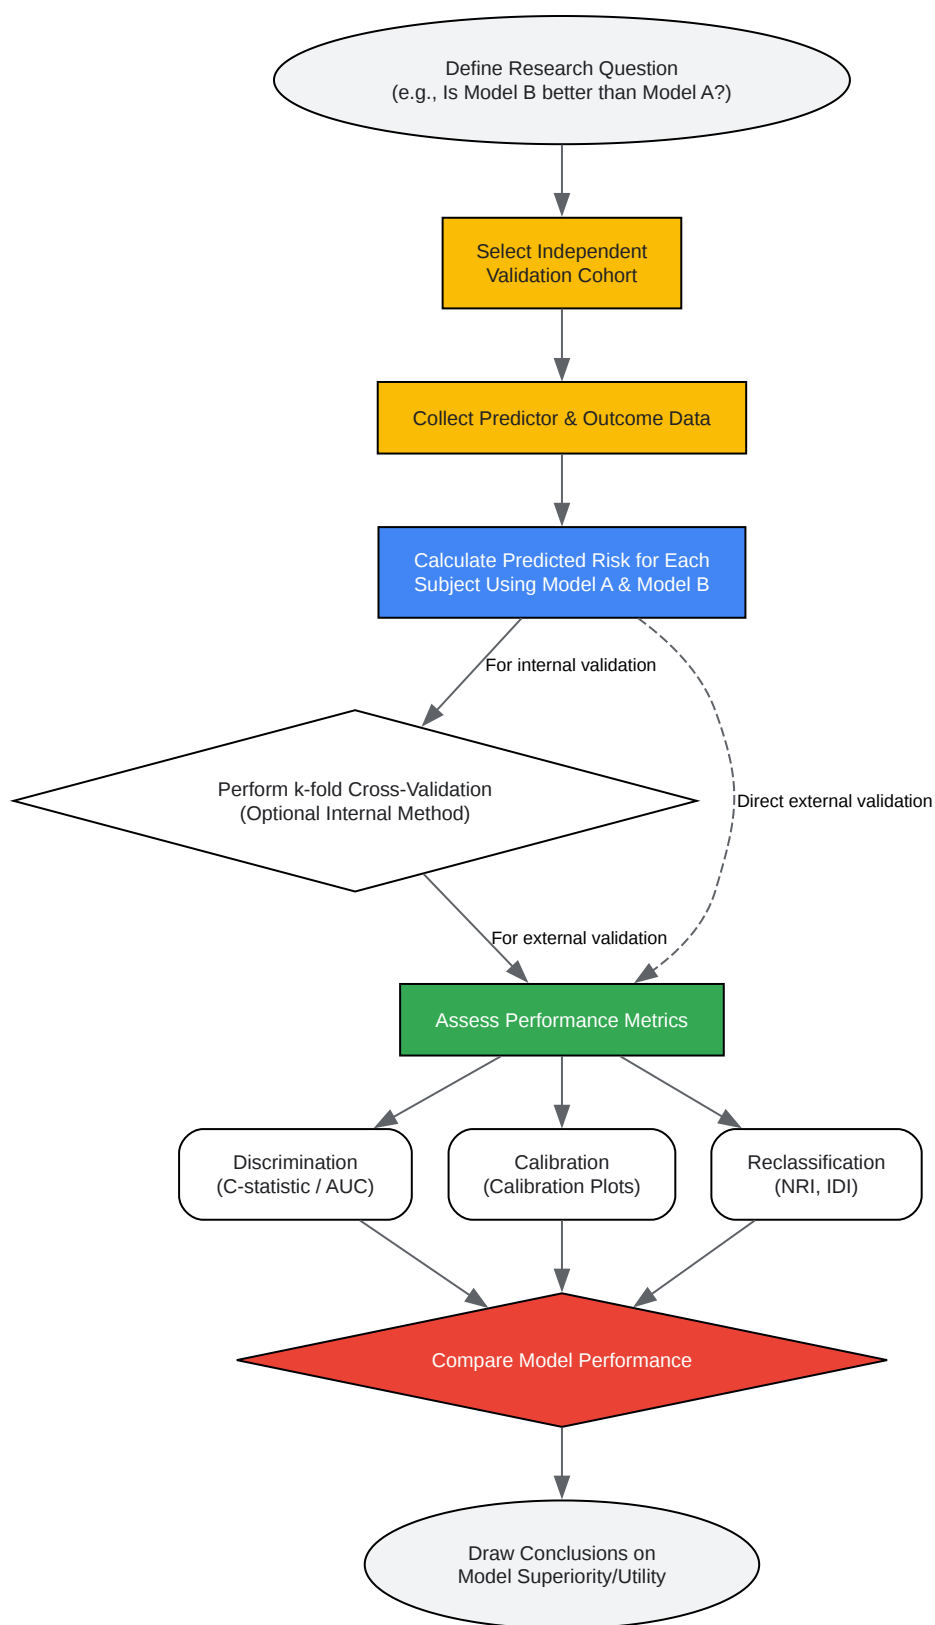 Define Research Question
(e.g., Is Model B better than Model A?)
Select Independent
Validation Cohort
Collect Predictor & Outcome Data
Calculate Predicted Risk for Each
Subject Using Model A & Model B
For internal validation
Perform k-fold Cross-Validation
(Optional Internal Method)
Direct external validation
For external validation
Assess Performance Metrics
Discrimination
(C-statistic / AUC)
Calibration
(Calibration Plots)
Reclassification
(NRI, IDI)
Compare Model Performance
Draw Conclusions on
Model Superiority/Utility